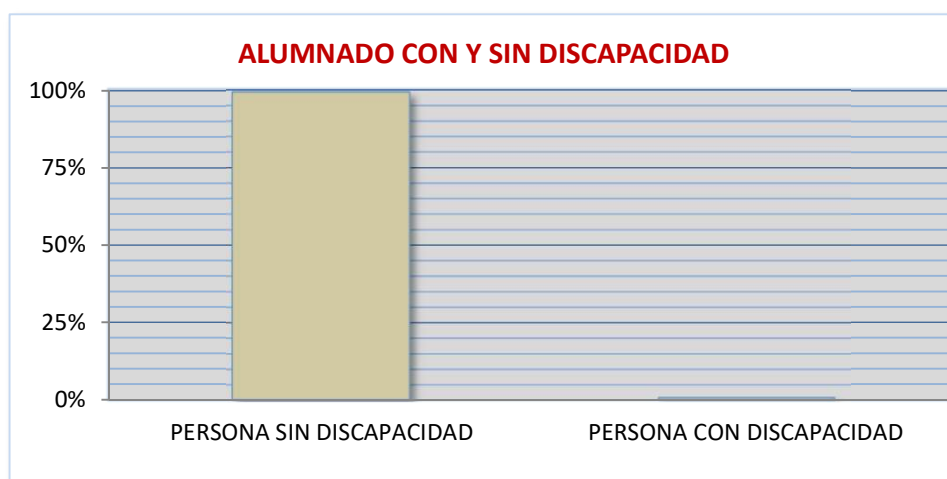 ALUMNADO CON Y SIN DISCAPACIDAD
100%
75%
50%
25%
0%
PERSONA SIN DISCAPACIDAD
PERSONA CON DISCAPACIDAD